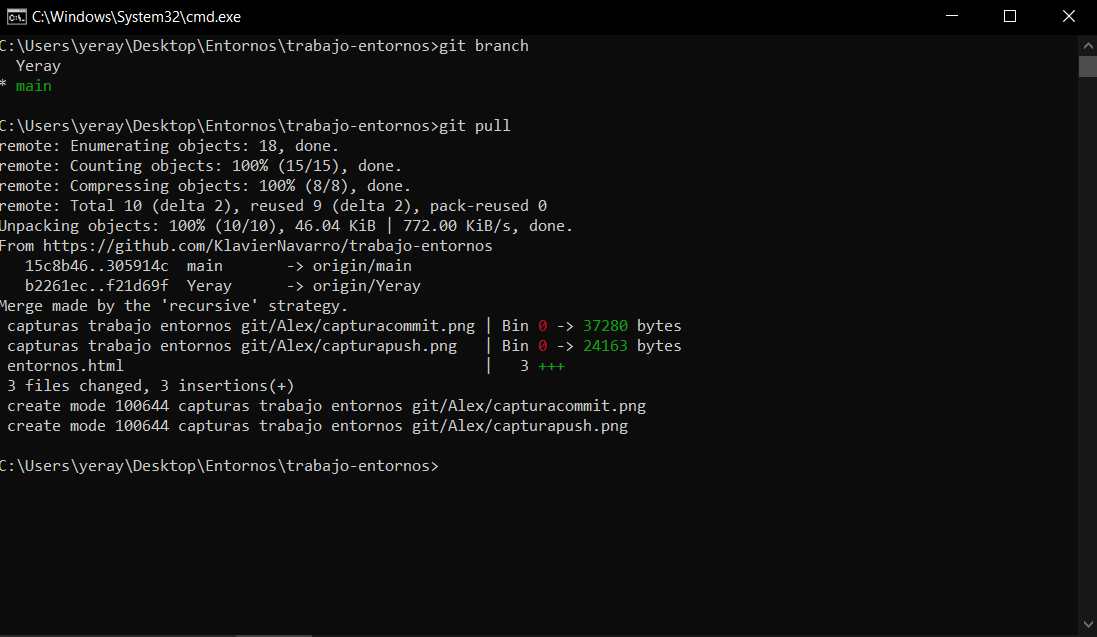 C:\Windows\System32\cmd.exe
C:\Users\yeray\Desktop\Entornos\trabajo-entornos>git branch
  Yeray
* main
C:\Users\yeray\Desktop\Entornos\trabajo-entornos>git pull
remote: Enumerating objects: 18, done.
remote: Counting objects: 100% (15/15), done.
remote: Compressing objects: 100% (8/8), done.
remote: Total 10 (delta 2), reused 9 (delta 2), pack-reused 0
Unpacking objects: 100% (10/10), 46.04 KiB | 772.00 KiB/s, done.
From https://github.com/KlavierNavarro/trabajo-entornos
   15c8b46..305914c  main       -> origin/main
   b2261ec..f21d69f  Yeray      -> origin/Yeray
Merge made by the 'recursive' strategy.
 capturas trabajo entornos git/Alex/capturacommit.png | Bin 0 -> 37280 bytes
 capturas trabajo entornos git/Alex/capturapush.png   | Bin 0 -> 24163 bytes
 entornos.html                                        |   3 +++
 3 files changed, 3 insertions(+)
 create mode 100644 capturas trabajo entornos git/Alex/capturacommit.png
 create mode 100644 capturas trabajo entornos git/Alex/capturapush.png
C:\Users\yeray\Desktop\Entornos\trabajo-entornos>